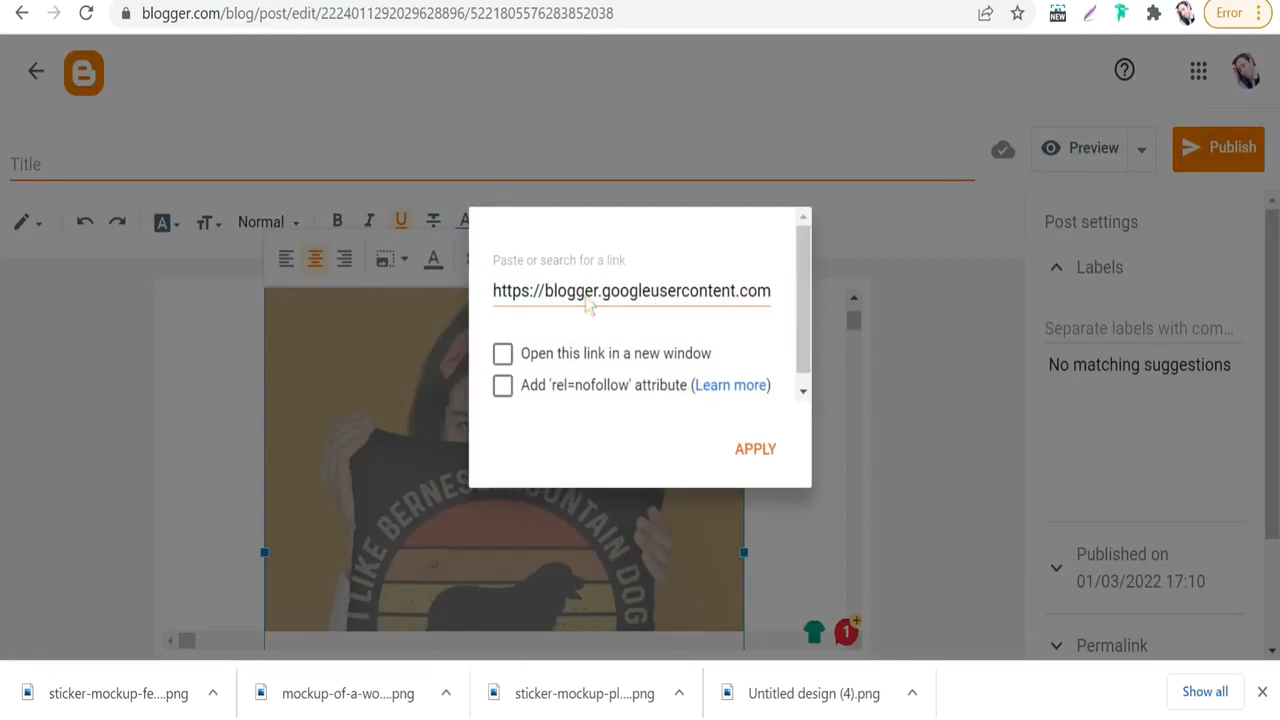 blogger.com/blog/post/edit/2224011292029628896/5221805576283852038
NEW
Error
Title
Preview
Publish
Normal
B I U
A
Post settings
Labels
Separate labels with com...
No matching suggestions
Paste or search for a link
https://blogger.googleusercontent.com
Open this link in a new window
Add 'rel=nofollow' attribute (Learn more)
APPLY
I LIKE BERNESE MOUNTAIN DOG
1
Published on
01/03/2022 17:10
Permalink
sticker-mockup-fe....png
mockup-of-a-wo....png
sticker-mockup-pl....png
Untitled design (4).png
Show all